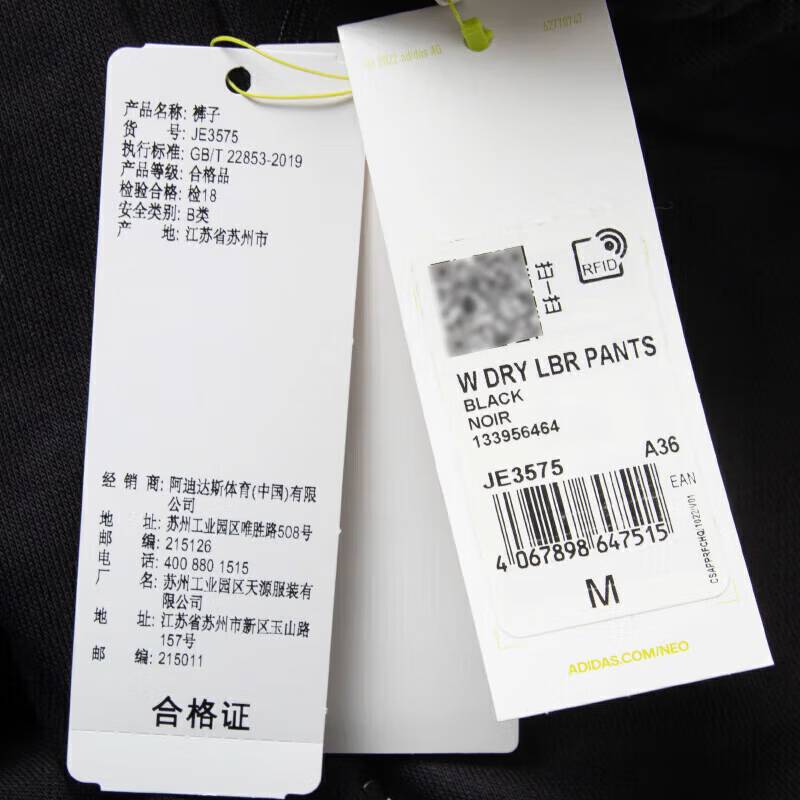 产品名称: 裤子
货 号: JE3575
执行标准: GB/T 22853-2019
产品等级: 合格品
检验合格: 检18
安全类别: B类
产 地: 江苏省苏州市
经 销 商: 阿迪达斯体育(中国)有限
公司
地 址: 苏州工业园区唯胜路508号
邮 编: 215126
电 话: 400 880 1515
厂 名: 苏州工业园区天源服装有
限公司
地 址: 江苏省苏州市新区玉山路
157号
邮 编: 215011
合格证
2022 adidas AG
62710747
扫一扫
RFID
W DRY LBR PANTS
BLACK
NOIR
133956464
JE3575
A36
EAN
4 067898 647515
CSAPPRFCHQ/1022/V01
M
ADIDAS.COM/NEO